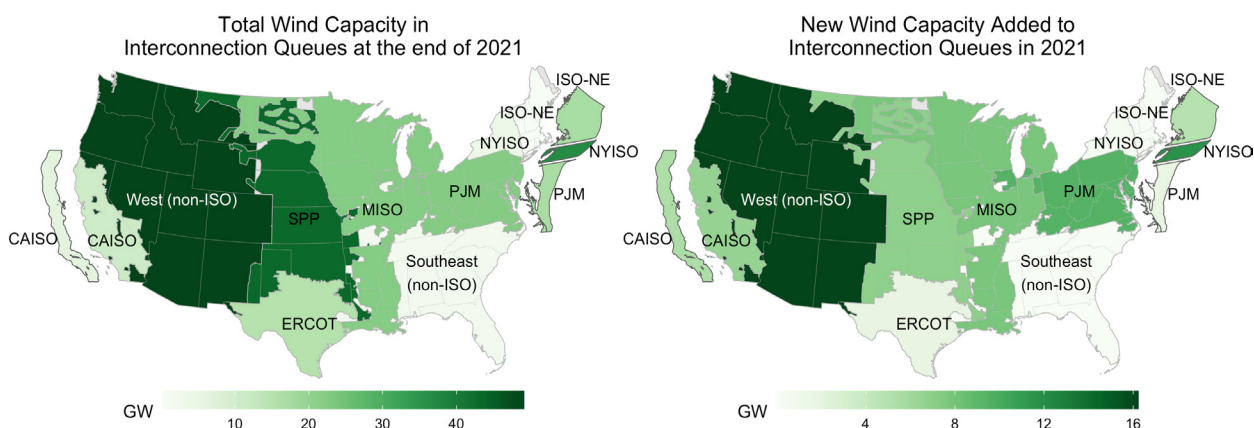 Total Wind Capacity in
Interconnection Queues at the end of 2021
ISO-NE
ISO-NE
NYISO
NYISO
PJM
PJM
MISO
SPP
West (non-ISO)
CAISO
CAISO
Southeast
(non-ISO)
ERCOT
GW
10 20 30 40
New Wind Capacity Added to
Interconnection Queues in 2021
ISO-NE
ISO-NE
NYISO
NYISO
PJM
PJM
MISO
SPP
West (non-ISO)
CAISO
CAISO
Southeast
(non-ISO)
ERCOT
GW
4 8 12 16